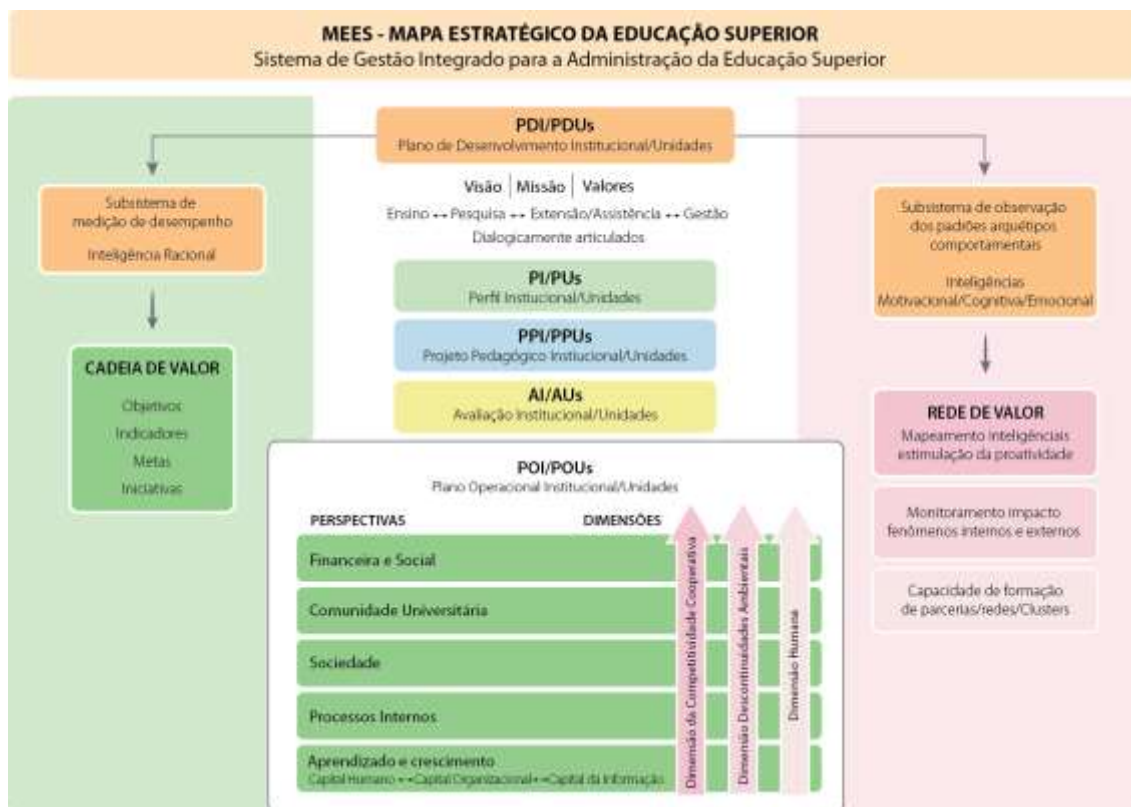 MEES - MAPA ESTRATÉGICO DA EDUCAÇÃO SUPERIOR
Sistema de Gestão Integrado para a Administração da Educação Superior
PDI/PDUs
Plano de Desenvolvimento Institucional/Unidades
Visão | Missão | Valores
Ensino ↔ Pesquisa ↔ Extensão/Assistência ↔ Gestão
Dialogicamente articulados
Subsistema de
medição de desempenho
Inteligência Racional
CADEIA DE VALOR
Objetivos
Indicadores
Metas
Iniciativas
PI/PUs
Perfil Institucional/Unidades
PPI/PPUs
Projeto Pedagógico Institucional/Unidades
AI/AUs
Avaliação Institucional/Unidades
Subsistema de observação
dos padrões arquétipos
comportamentais
Inteligências
Motivacional/Cognitiva/Emocional
REDE DE VALOR
Mapeamento Inteligênciais
estimulação da proatividade
Monitoramento impacto
fenômenos internos e externos
Capacidade de formação
de parcerias/redes/Clusters
POI/POUs
Plano Operacional Institucional/Unidades
PERSPECTIVAS
DIMENSÕES
Financeira e Social
Comunidade Universitária
Sociedade
Processos Internos
Aprendizado e crescimento
Capital Humano ↔ Capital Organizacional ↔ Capital da Informação
Dimensão da Competitividade Cooperativa
Dimensão Descontinuidades Ambientais
Dimensão Humana